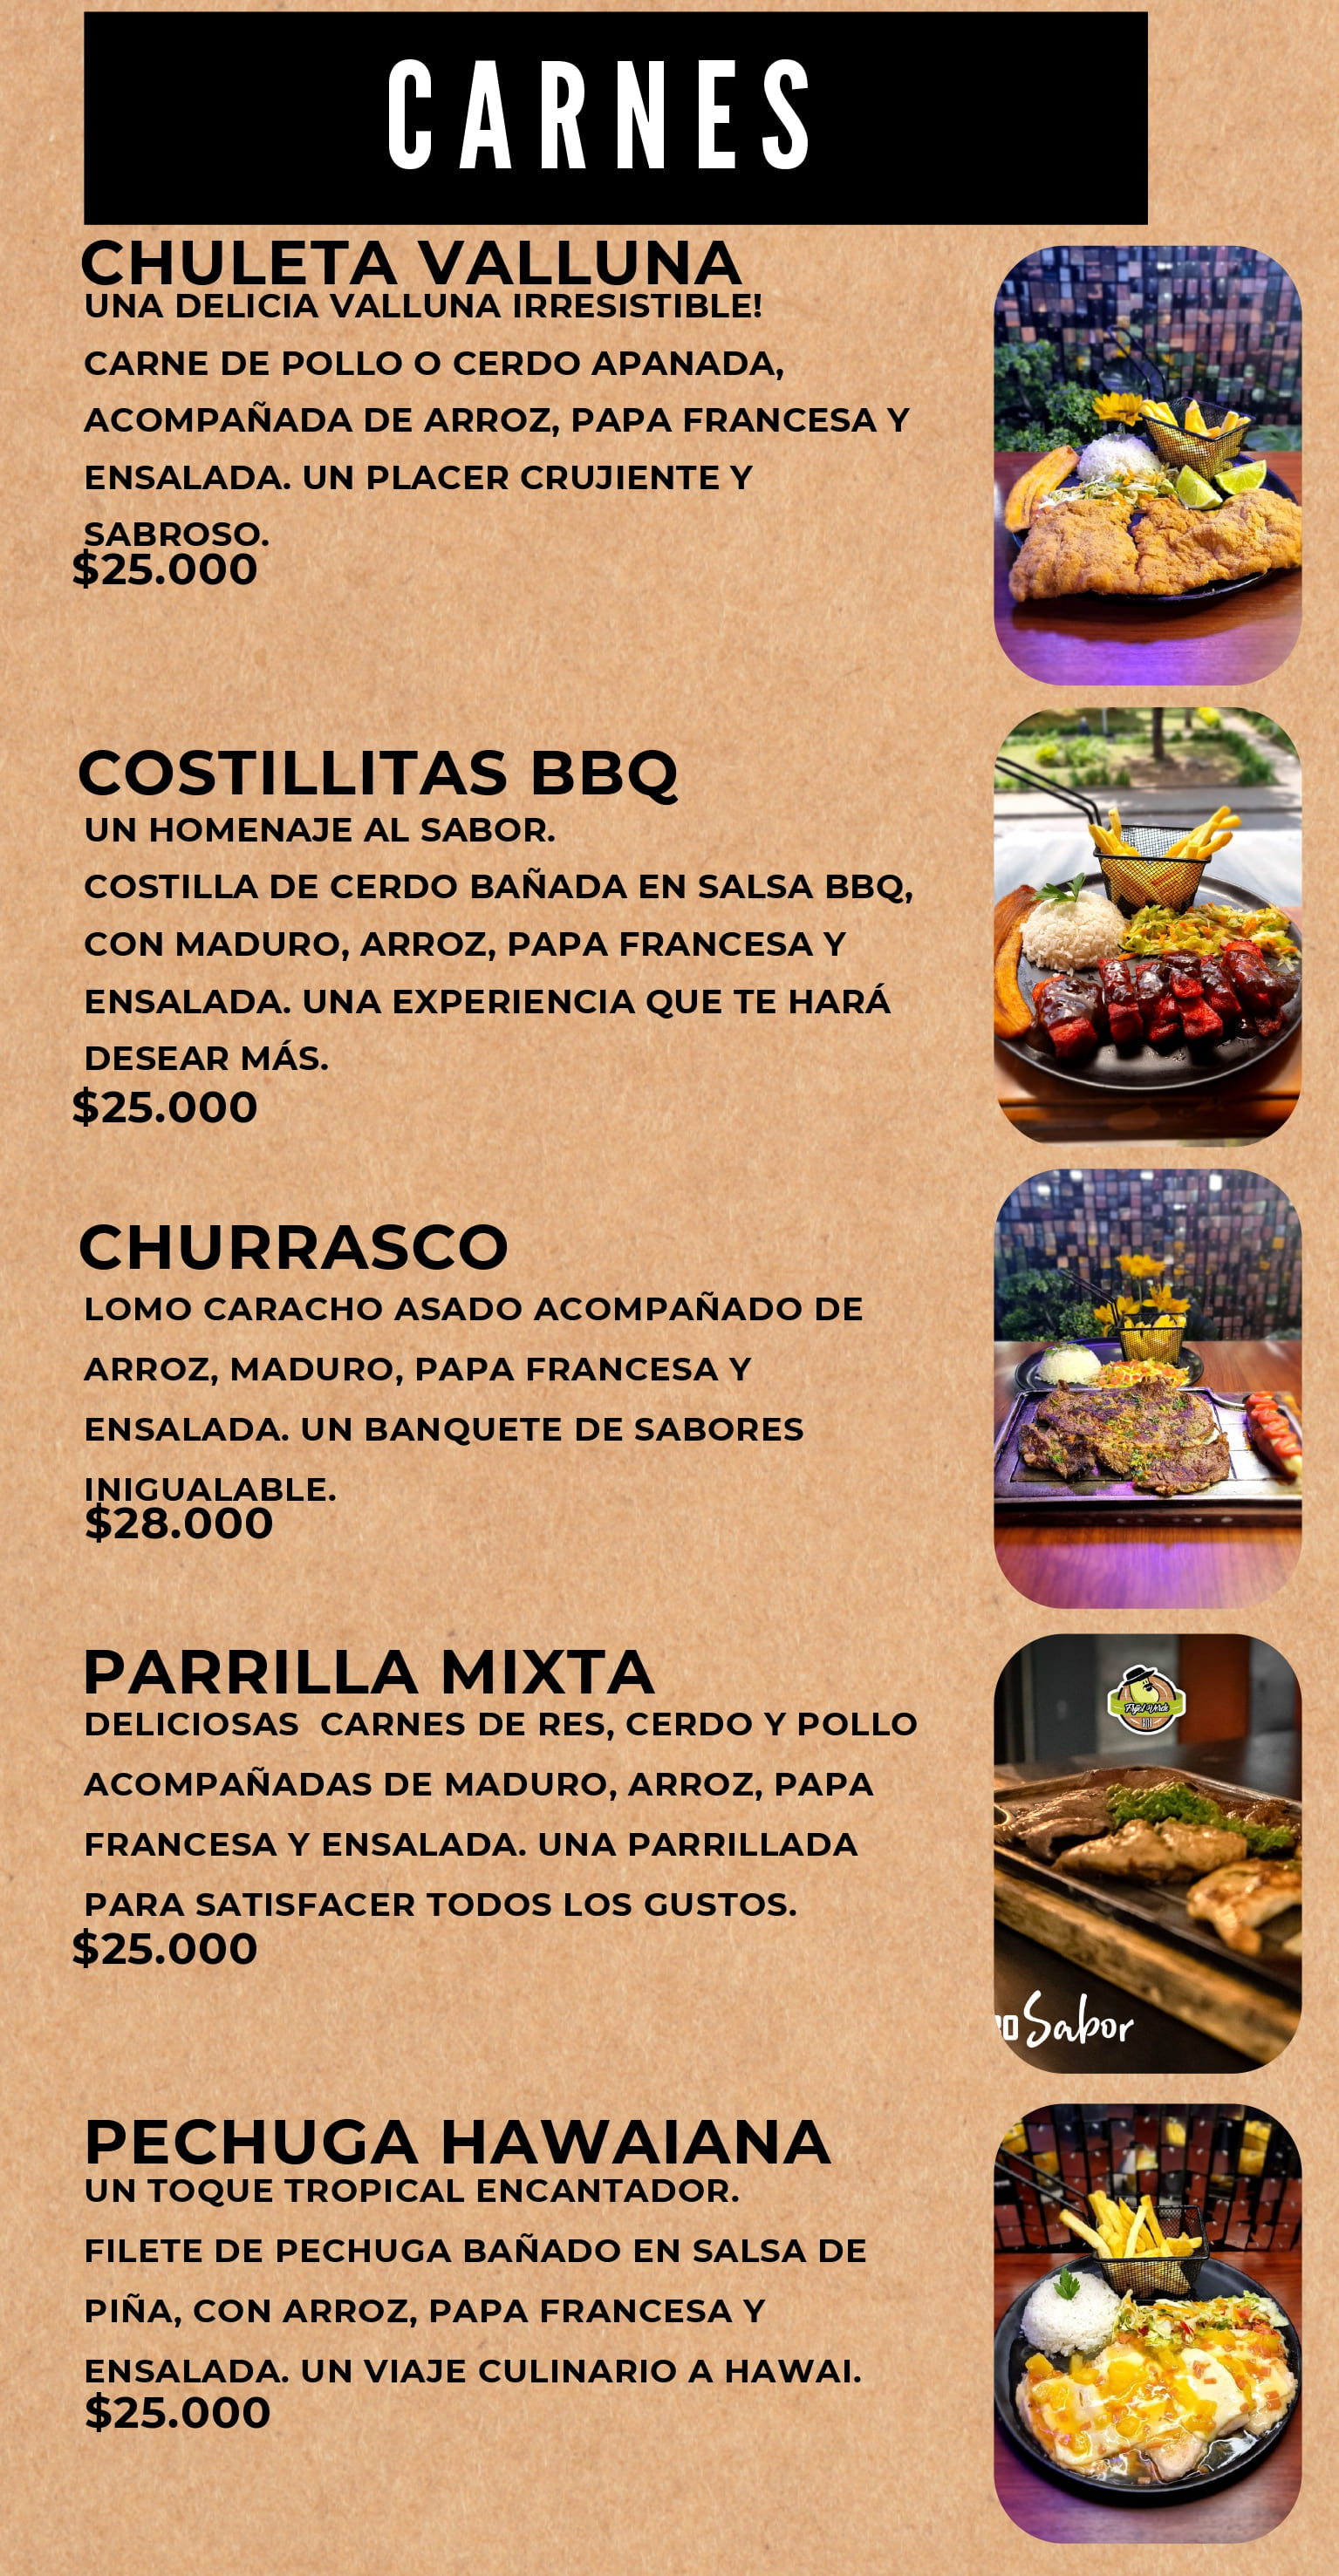 CARNES
CHULETA VALLUNA
UNA DELICIA VALLUNA IRRESISTIBLE!
CARNE DE POLLO O CERDO APANADA,
ACOMPAÑADA DE ARROZ, PAPA FRANCESA Y
ENSALADA. UN PLACER CRUJIENTE Y
SABROSO.
$25.000
COSTILLITAS BBQ
UN HOMENAJE AL SABOR.
COSTILLA DE CERDO BAÑADA EN SALSA BBQ,
CON MADURO, ARROZ, PAPA FRANCESA Y
ENSALADA. UNA EXPERIENCIA QUE TE HARÁ
DESEAR MÁS.
$25.000
CHURRASCO
LOMO CARACHO ASADO ACOMPAÑADO DE
ARROZ, MADURO, PAPA FRANCESA Y
ENSALADA. UN BANQUETE DE SABORES
INIGUALABLE.
$28.000
PARRILLA MIXTA
DELICIOSAS  CARNES DE RES, CERDO Y POLLO
ACOMPAÑADAS DE MADURO, ARROZ, PAPA
FRANCESA Y ENSALADA. UNA PARRILLADA
PARA SATISFACER TODOS LOS GUSTOS.
$25.000
Sabor
PECHUGA HAWAIANA
UN TOQUE TROPICAL ENCANTADOR.
FILETE DE PECHUGA BAÑADO EN SALSA DE
PIÑA, CON ARROZ, PAPA FRANCESA Y
ENSALADA. UN VIAJE CULINARIO A HAWAI.
$25.000